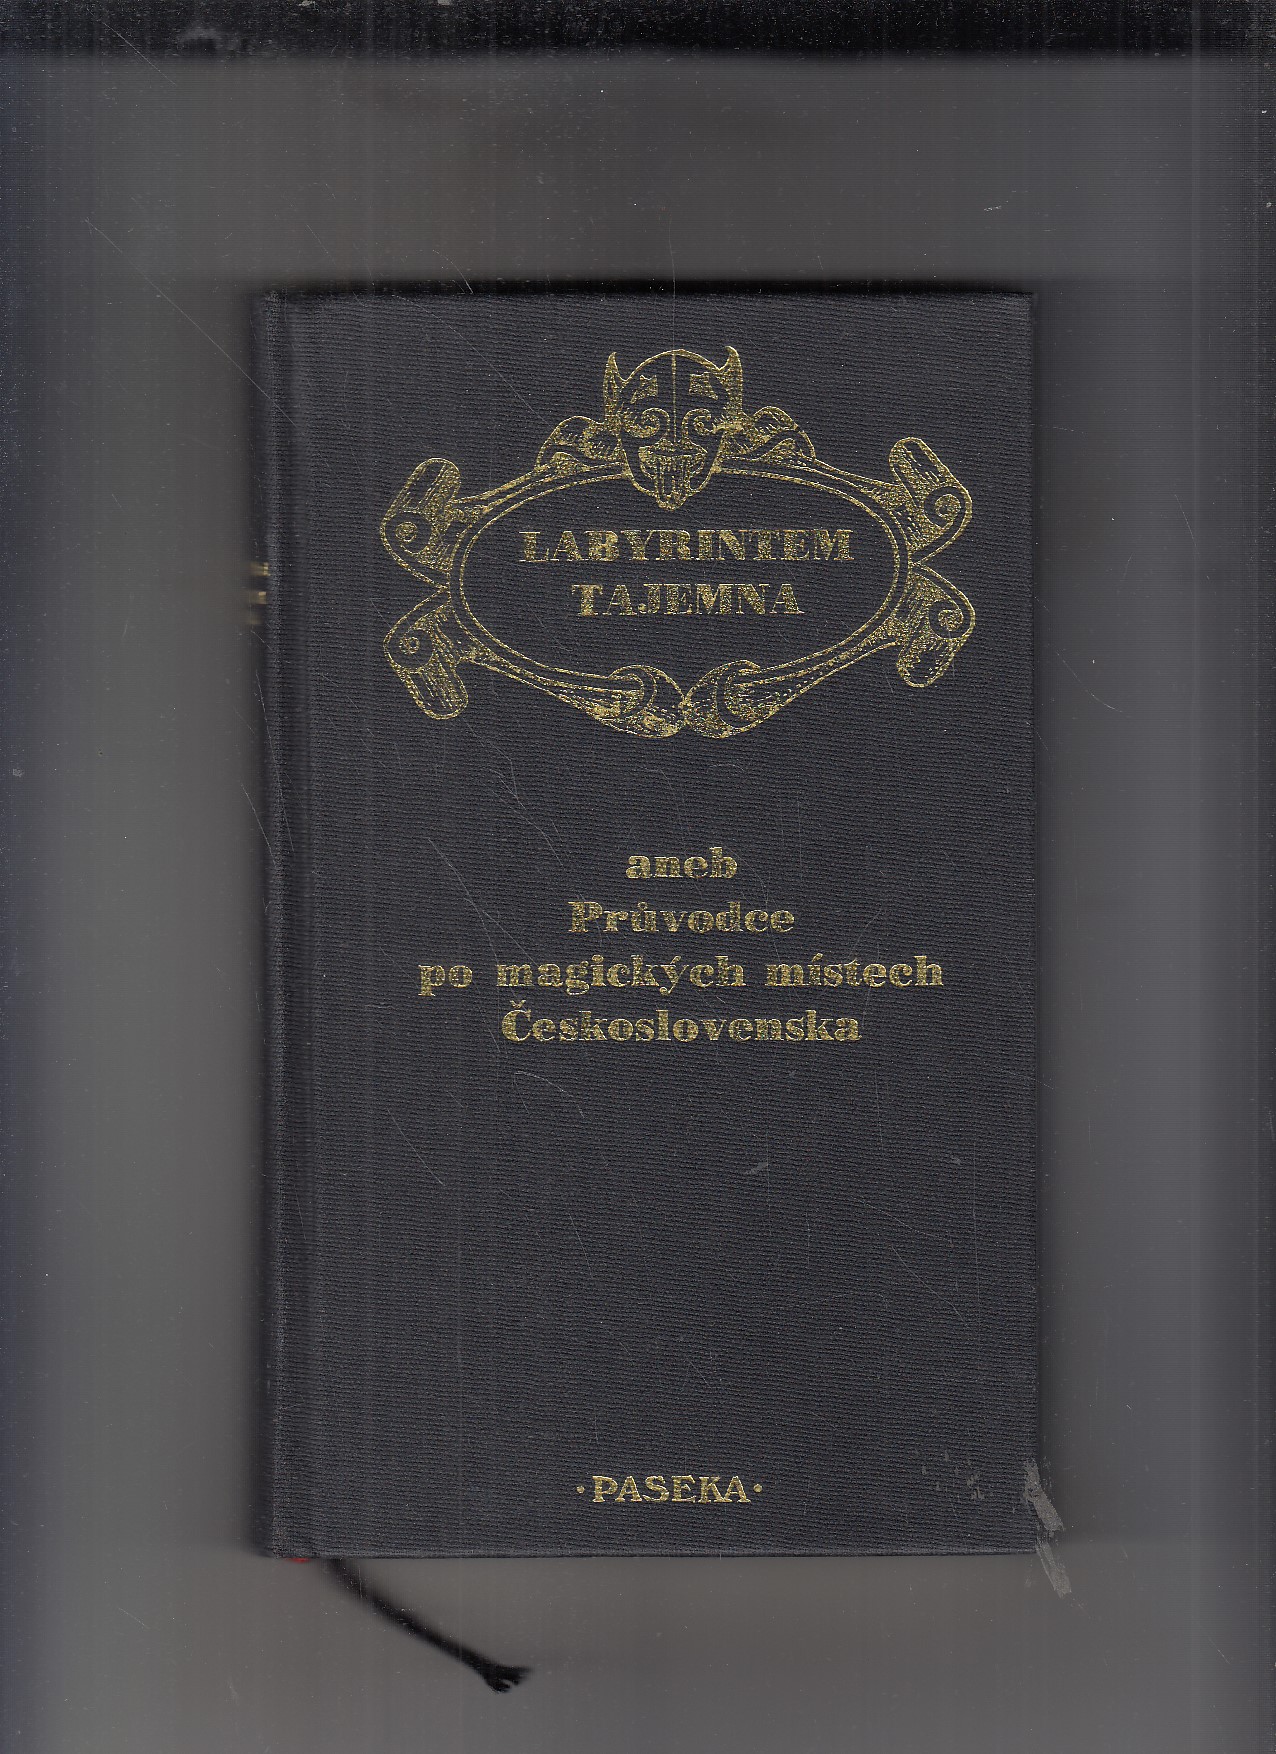 LABYRINTEM
TAJEMNA
aneb
Průvodce
po magických místech
Československa
·PASEKA·